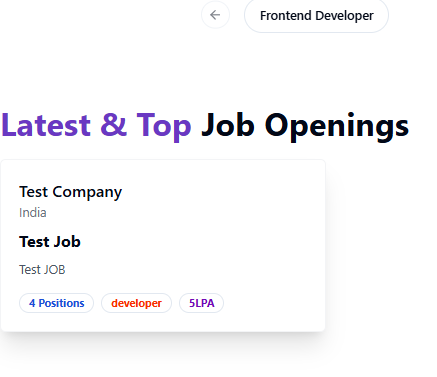 Frontend Developer
Latest & Top Job Openings
Test Company
India
Test Job
Test JOB
4 Positions developer 5LPA